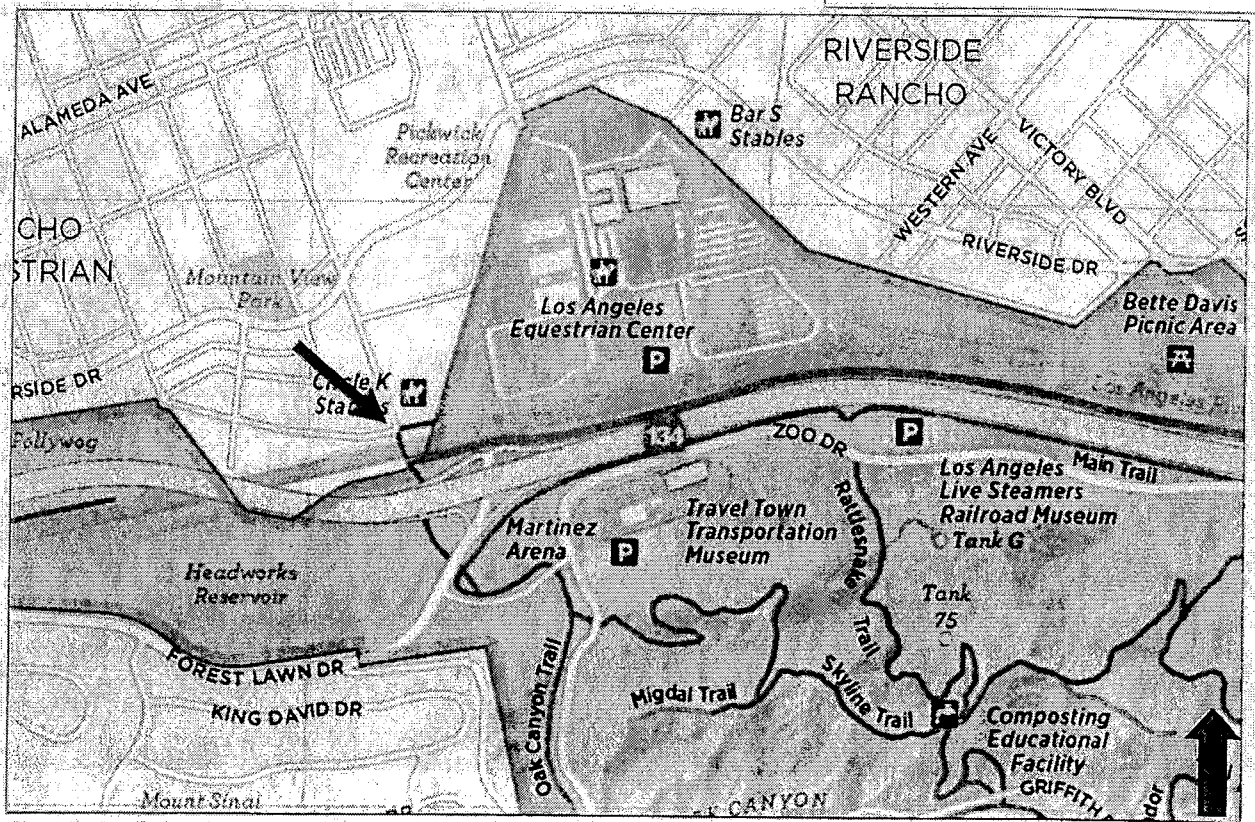 RIVERSIDE
RANCHO
ALAMEDA AVE
Pickwick
Recreation
Center
Bar S
Stables
WESTERN AVE
VICTORY BLVD
RIVERSIDE DR
CHO
STRIAN
Mountain View
Park
Los Angeles
Equestrian Center
P
Bette Davis
Picnic Area
RSIDE DR
Circle K
Stables
Los Angeles R.
Pollywog
134
ZOO DR
P
Main Trail
Los Angeles
Live Steamers
Railroad Museum
Tank G
Rattlesnake
Trail
Martinez
Arena
P
Travel Town
Transportation
Museum
Headworks
Reservoir
Tank
75
FOREST LAWN DR
KING DAVID DR
Oak Canyon Trail
Migdal Trail
Skyline Trail
Composting
Educational
Facility
GRIFFITH
Mount Sinai
DR
CANYON
dor